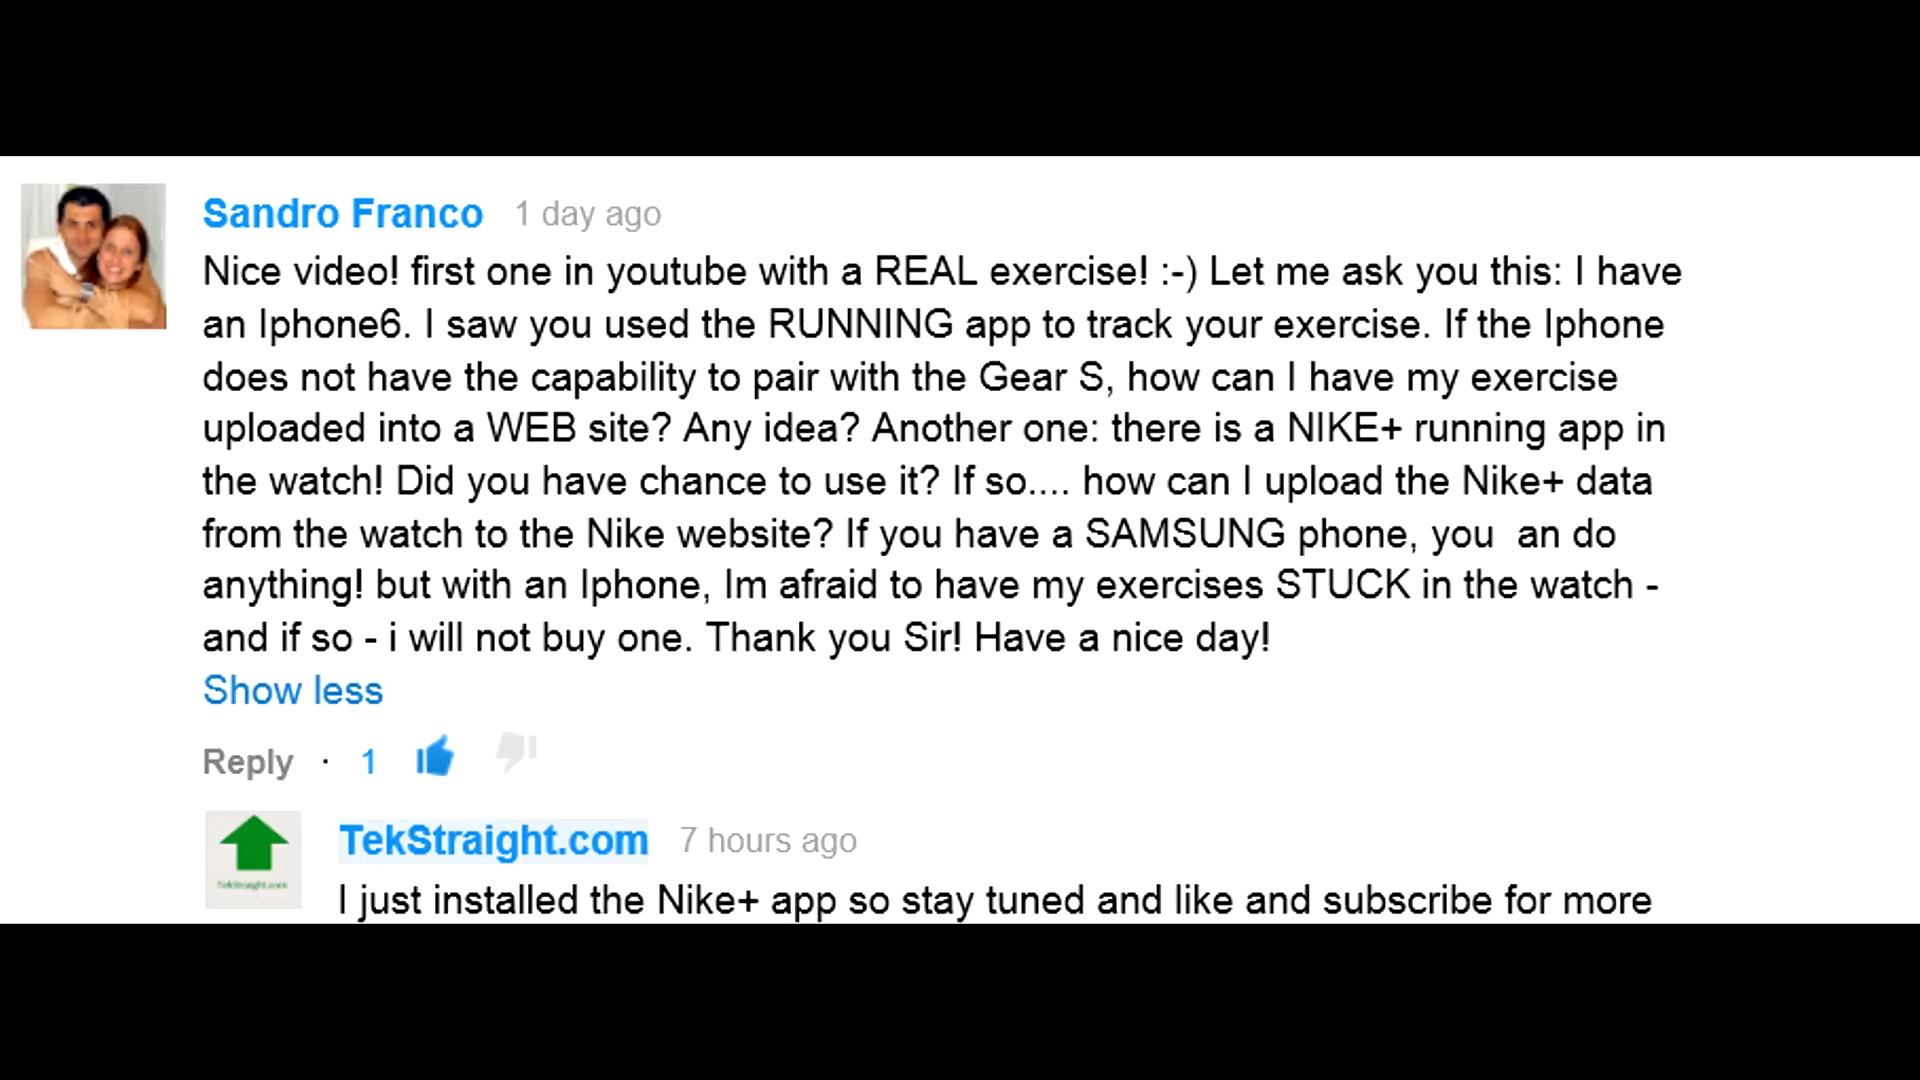 Sandro Franco 1 day ago
Nice video! first one in youtube with a REAL exercise! :-) Let me ask you this: I have
an Iphone6. I saw you used the RUNNING app to track your exercise. If the Iphone
does not have the capability to pair with the Gear S, how can I have my exercise
uploaded into a WEB site? Any idea? Another one: there is a NIKE+ running app in
the watch! Did you have chance to use it? If so.... how can I upload the Nike+ data
from the watch to the Nike website? If you have a SAMSUNG phone, you  an do
anything! but with an Iphone, Im afraid to have my exercises STUCK in the watch -
and if so - i will not buy one. Thank you Sir! Have a nice day!
Show less
Reply · 1
TekStraight.com 7 hours ago
TekStraight.com
I just installed the Nike+ app so stay tuned and like and subscribe for more